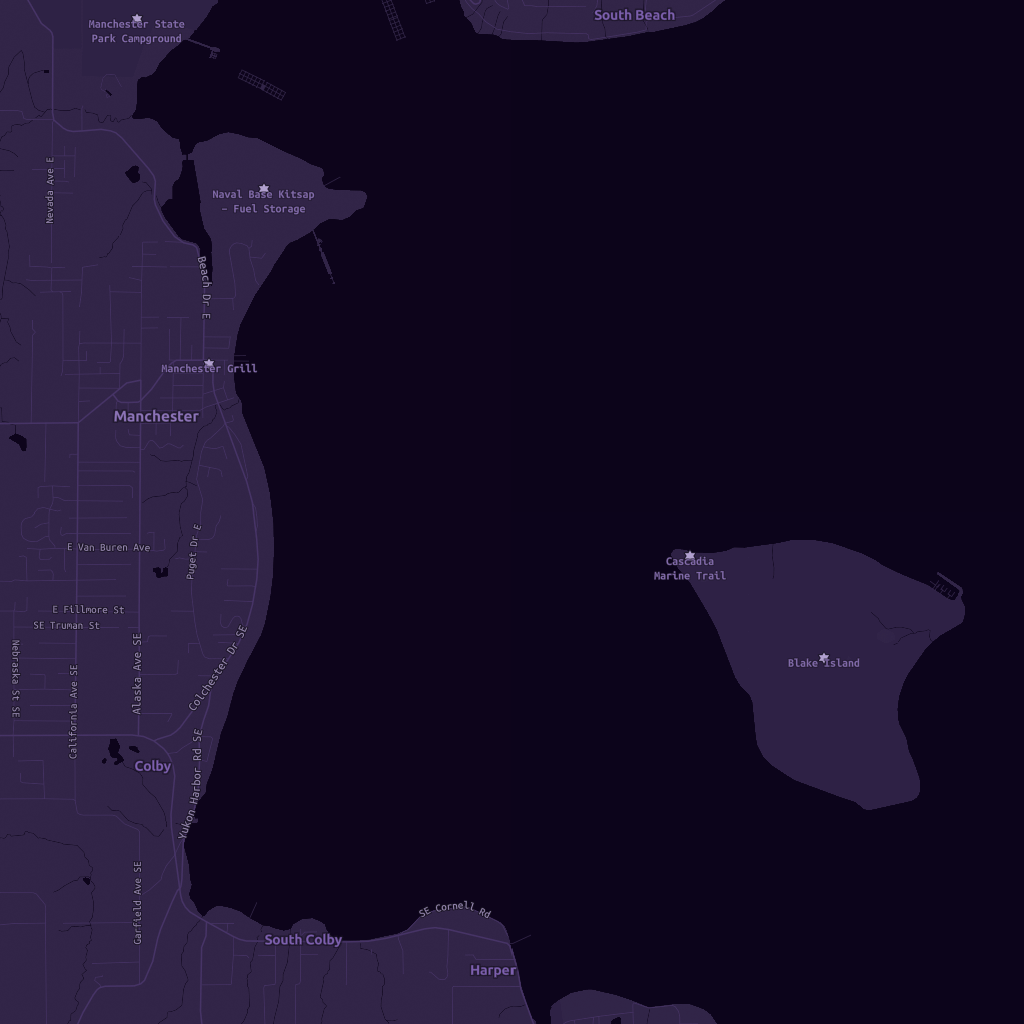 South Beach
Manchester State
Park Campground
Nevada Ave E
Naval Base Kitsap
- Fuel Storage
Beach Dr E
Manchester Grill
Manchester
E Van Buren Ave
Puget Dr E
Cascadia
Marine Trail
E Fillmore St
SE Truman St
Blake Island
Nebraska St SE
California Ave SE
Alaska Ave SE
Colchester Dr SE
Colby
Yukon Harbor Rd SE
Garfield Ave SE
SE Cornell Rd
South Colby
Harper